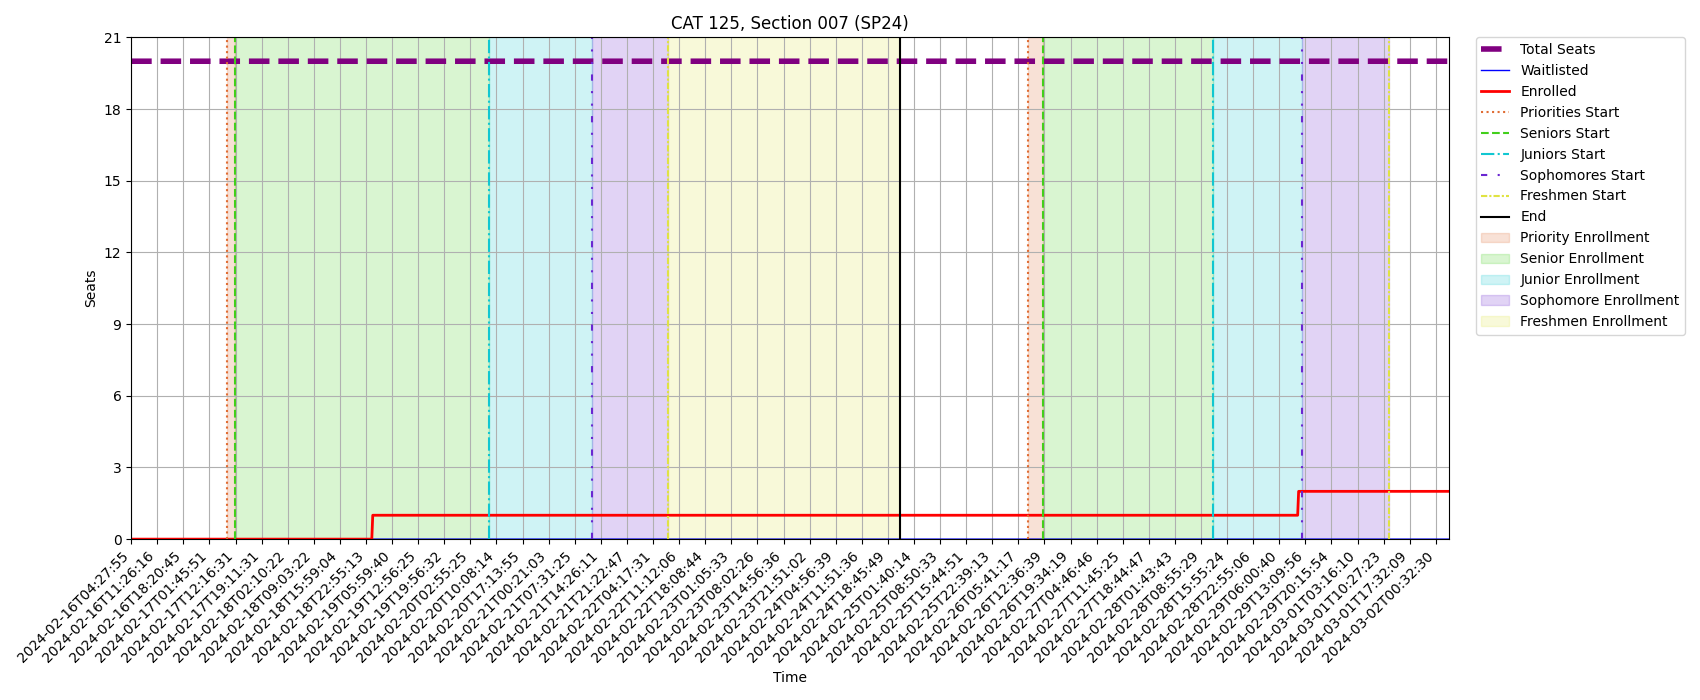 CAT 125, Section 007 (SP24)
21
18
15
12
9
6
3
0
Seats
2024-02-16T04:27:55
2024-02-16T11:26:16
2024-02-16T18:20:45
2024-02-17T01:45:51
2024-02-17T12:16:31
2024-02-17T19:11:31
2024-02-18T02:10:22
2024-02-18T09:03:22
2024-02-18T15:59:04
2024-02-18T22:55:13
2024-02-19T05:59:40
2024-02-19T12:56:25
2024-02-19T19:56:32
2024-02-20T02:55:25
2024-02-20T10:08:14
2024-02-20T17:13:55
2024-02-21T00:21:03
2024-02-21T07:31:25
2024-02-21T14:26:11
2024-02-21T21:22:47
2024-02-22T04:17:31
2024-02-22T11:12:06
2024-02-22T18:08:44
2024-02-23T01:05:33
2024-02-23T08:02:26
2024-02-23T14:56:36
2024-02-23T21:51:02
2024-02-24T04:56:39
2024-02-24T11:51:36
2024-02-24T18:45:49
2024-02-25T01:40:14
2024-02-25T08:50:33
2024-02-25T15:44:51
2024-02-25T22:39:13
2024-02-26T05:41:17
2024-02-26T12:36:39
2024-02-26T19:34:19
2024-02-27T04:46:46
2024-02-27T11:45:25
2024-02-27T18:44:47
2024-02-28T01:43:43
2024-02-28T08:55:29
2024-02-28T15:55:24
2024-02-28T22:55:06
2024-02-29T06:00:40
2024-02-29T13:09:56
2024-02-29T20:15:54
2024-03-01T03:16:10
2024-03-01T10:27:23
2024-03-01T17:32:09
2024-03-02T00:32:30
Time
Total Seats
Waitlisted
Enrolled
Priorities Start
Seniors Start
Juniors Start
Sophomores Start
Freshmen Start
End
Priority Enrollment
Senior Enrollment
Junior Enrollment
Sophomore Enrollment
Freshmen Enrollment